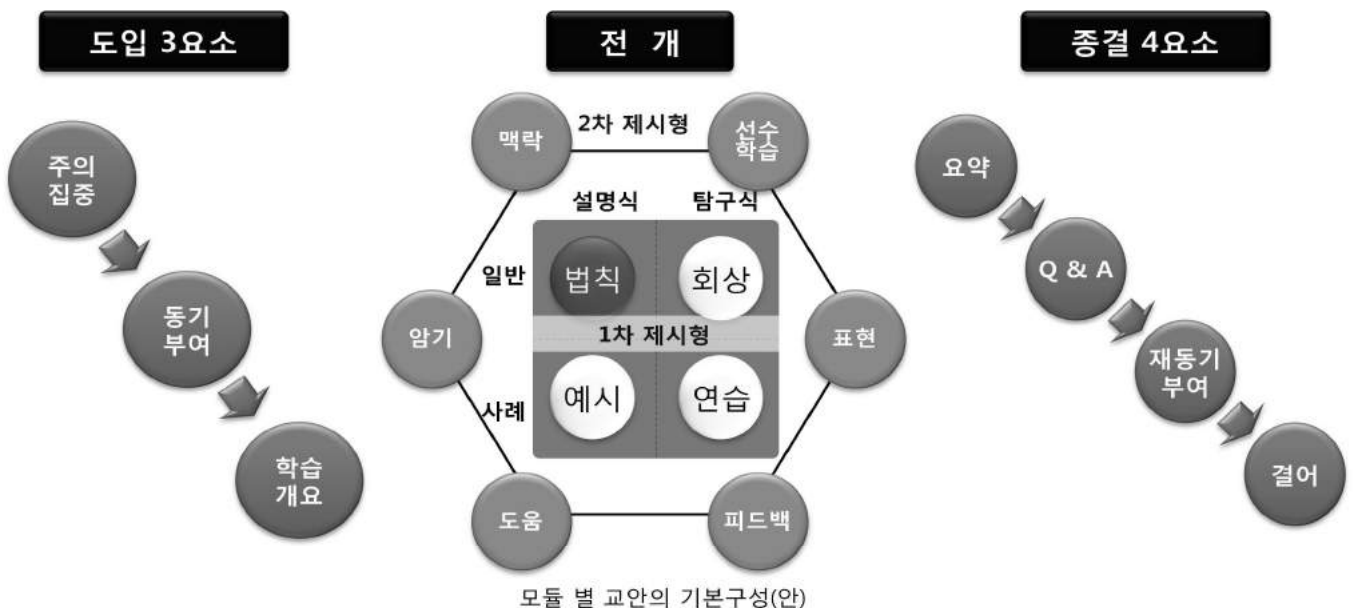 도입 3요소
주의
집중
동기
부여
학습
개요
전 개
2차 제시형
맥락
선수
학습
설명식
탐구식
일반
법칙
회상
1차 제시형
암기
표현
사례
예시
연습
도움
피드백
종결 4요소
요약
Q & A
재동기
부여
결어
모듈 별 교안의 기본구성(안)